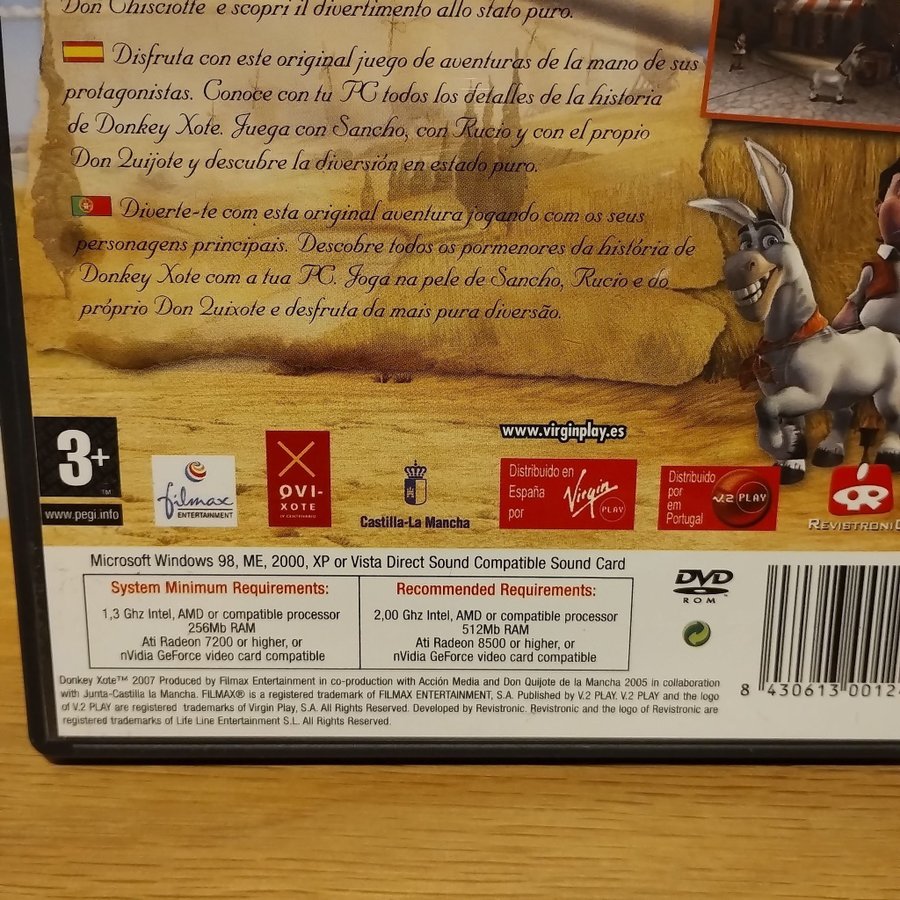 Don Chisciotte e scopri il divertimento allo stato puro.
Disfruta con este original juego de aventuras de la mano de sus
protagonistas. Conoce con tu PC todos los detalles de la historia
de Donkey Xote. Juega con Sancho, con Rucio y con el propio
Don Quijote y descubre la diversión en estado puro.
Diverte-te com esta original aventura jogando com os seus
personagens principais. Descobre todos os pormenores da história de
Donkey Xote com a tua PC. Joga na pele de Sancho, Rucio e do
próprio Don Quixote e desfruta da mais pura diversão.
www.virginplay.es
3+
TM
www.pegi.info
filmax
ENTERTAINMENT
QVI-
XOTE
IV CENTENARIO
Castilla-La Mancha
Distribuido en
España
por
Virgin
PLAY
Distribuido
por
em
Portugal
V.2 PLAY
REVISTRONIC
Microsoft Windows 98, ME, 2000, XP or Vista Direct Sound Compatible Sound Card
System Minimum Requirements:
1,3 Ghz Intel, AMD or compatible processor
256Mb RAM
Ati Radeon 7200 or higher, or
nVidia GeForce video card compatible
Recommended Requirements:
2,00 Ghz Intel, AMD or compatible processor
512Mb RAM
Ati Radeon 8500 or higher, or
nVidia GeForce video card compatible
DVD
ROM
Donkey Xote™ 2007 Produced by Filmax Entertainment in co-production with Acción Media and Don Quijote de la Mancha 2005 in collaboration
with Junta-Castilla la Mancha. FILMAX® is a registered trademark of FILMAX ENTERTAINMENT, S.A. Published by V.2 PLAY. V.2 PLAY and the logo
of V.2 PLAY are registered trademarks of Virgin Play, S.A. All Rights Reserved. Developed by Revistronic. Revistronic and the logo of Revistronic are
registered trademarks of Life Line Entertainment S.L. All Rights Reserved.
8 430613 00124